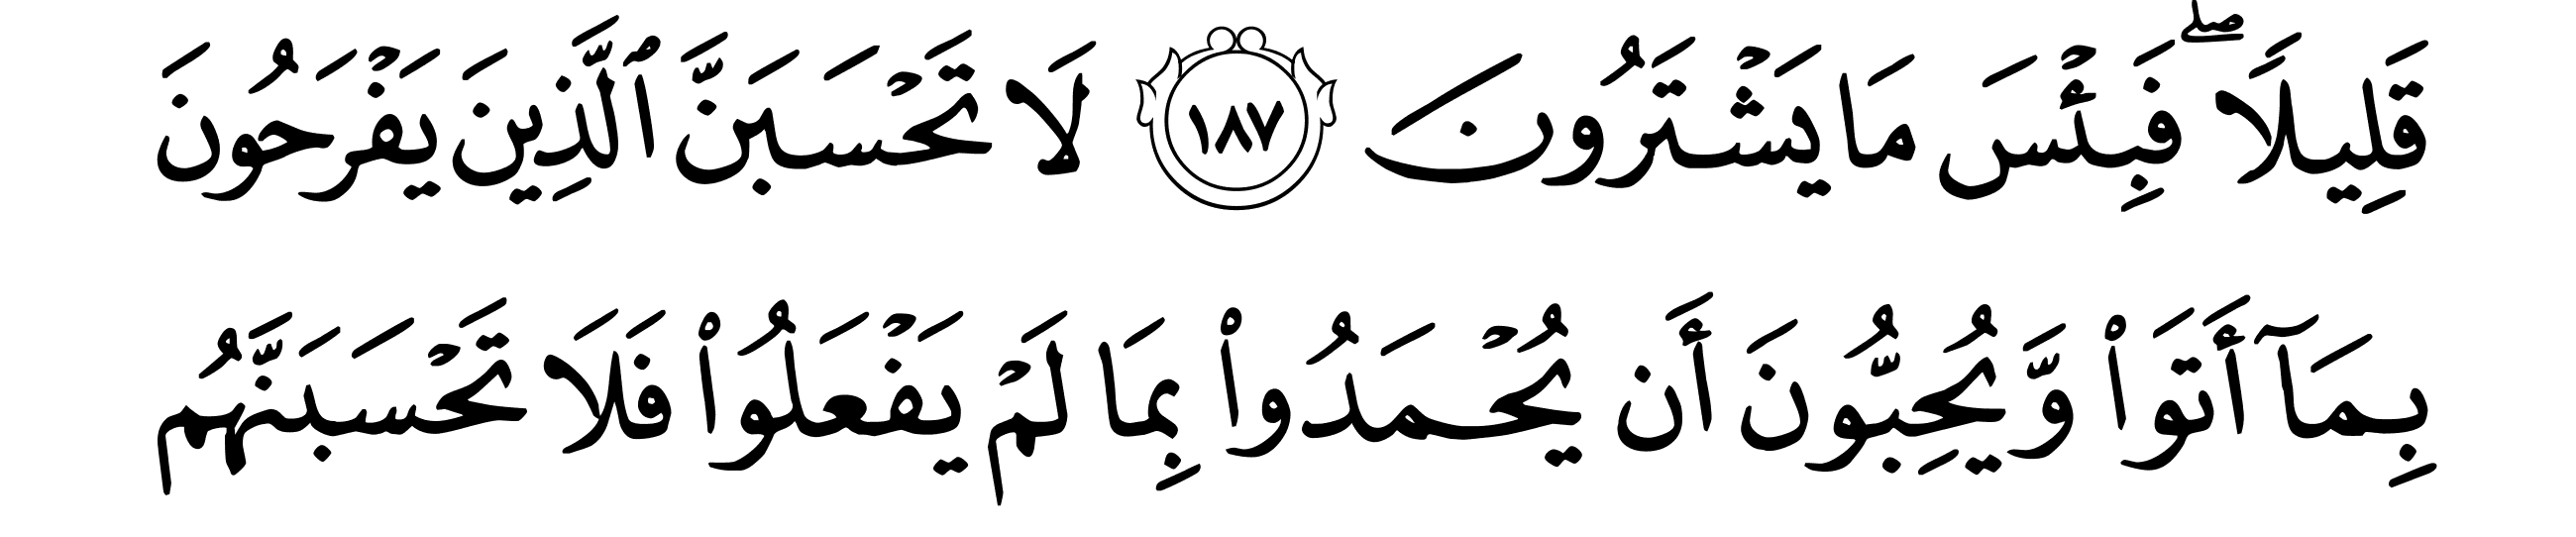 قَلِيلًاۖ فَبِئْسَ مَا يَشْتَرُونَ ١٨٧ لَا تَحْسَبَنَّ ٱلَّذِينَ يَفْرَحُونَ
بِمَآ أَتَوا۟ وَّيُحِبُّونَ أَن يُحْمَدُوا۟ بِمَا لَمْ يَفْعَلُوا۟ فَلَا تَحْسَبَنَّهُم